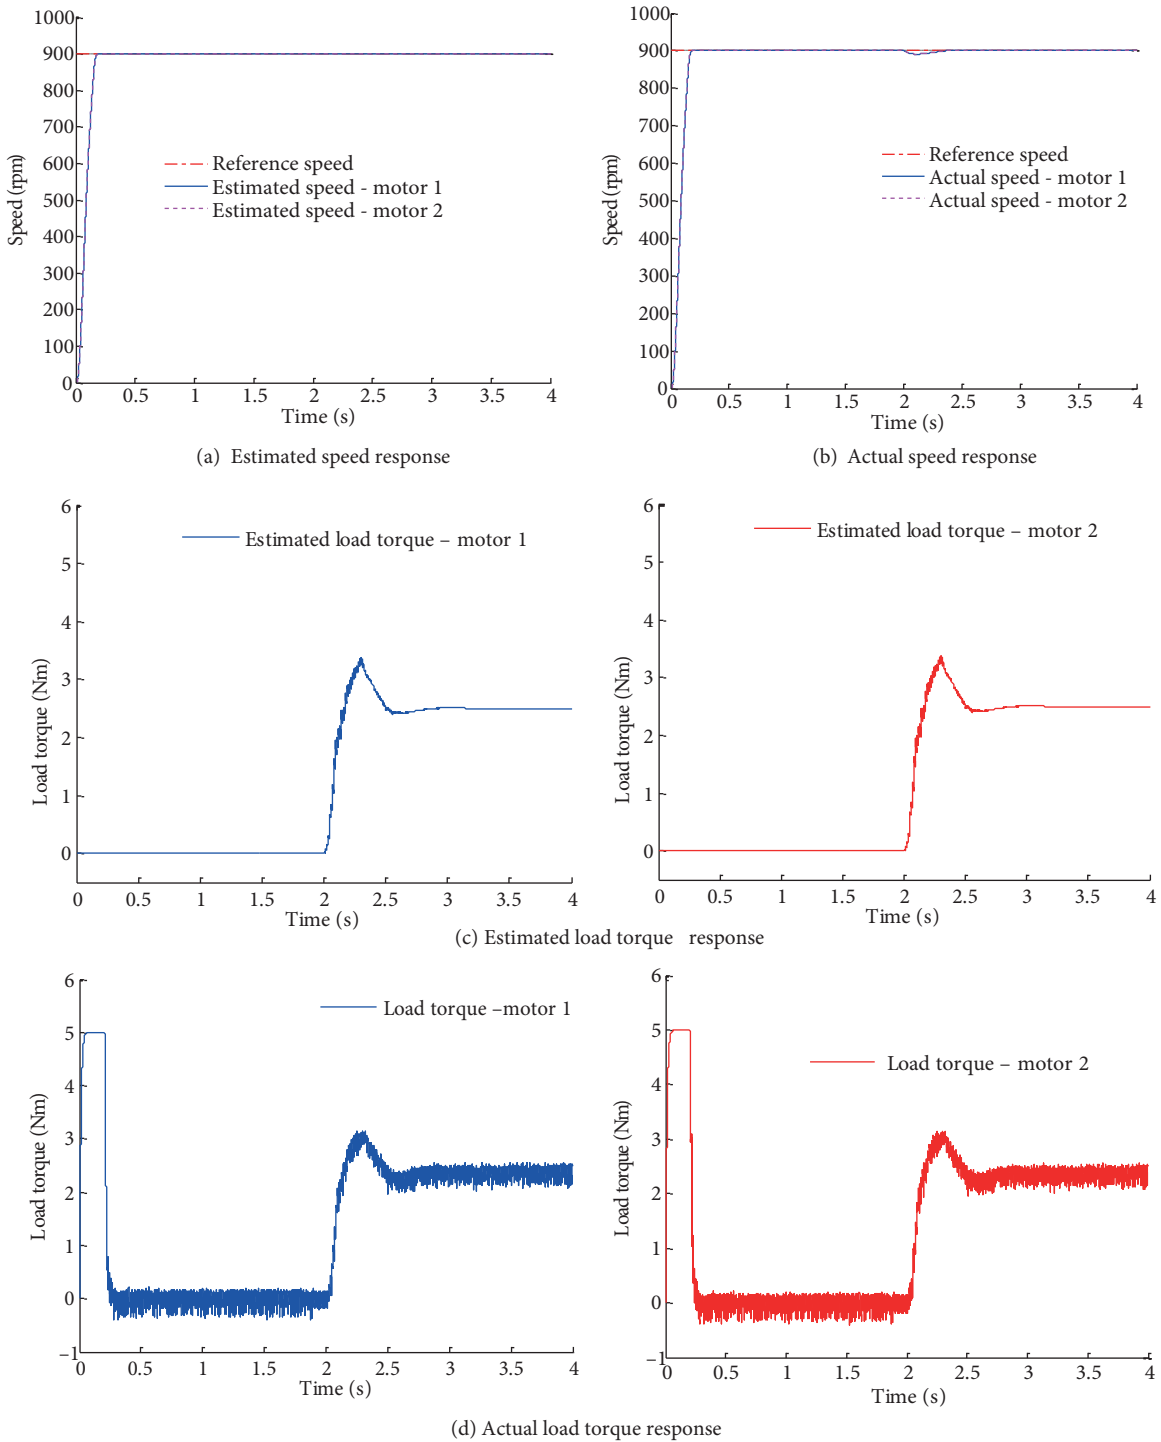 1000
900
800
700
600
500
400
300
200
100
0
Speed (rpm)
Reference speed
Estimated speed - motor 1
Estimated speed - motor 2
0 0.5 1 1.5 2 2.5 3 3.5 4
Time (s)
(a) Estimated speed response
1000
900
800
700
600
500
400
300
200
100
0
Speed (rpm)
Reference speed
Actual speed - motor 1
Actual speed - motor 2
0 0.5 1 1.5 2 2.5 3 3.5 4
Time (s)
(b) Actual speed response
6
5
4
3
2
1
0
Load torque (Nm)
Estimated load torque – motor 1
0 0.5 1 1.5 2 2.5 3 3.5 4
Time (s)
6
5
4
3
2
1
0
Load torque (Nm)
Estimated load torque – motor 2
0 0.5 1 1.5 2 2.5 3 3.5 4
Time (s)
(c) Estimated load torque response
6
5
4
3
2
1
0
–1
Load torque (Nm)
Load torque –motor 1
0 0.5 1 1.5 2 2.5 3 3.5 4
Time (s)
6
5
4
3
2
1
0
–1
Load torque (Nm)
Load torque – motor 2
0 0.5 1 1.5 2 2.5 3 3.5 4
Time (s)
(d) Actual load torque response